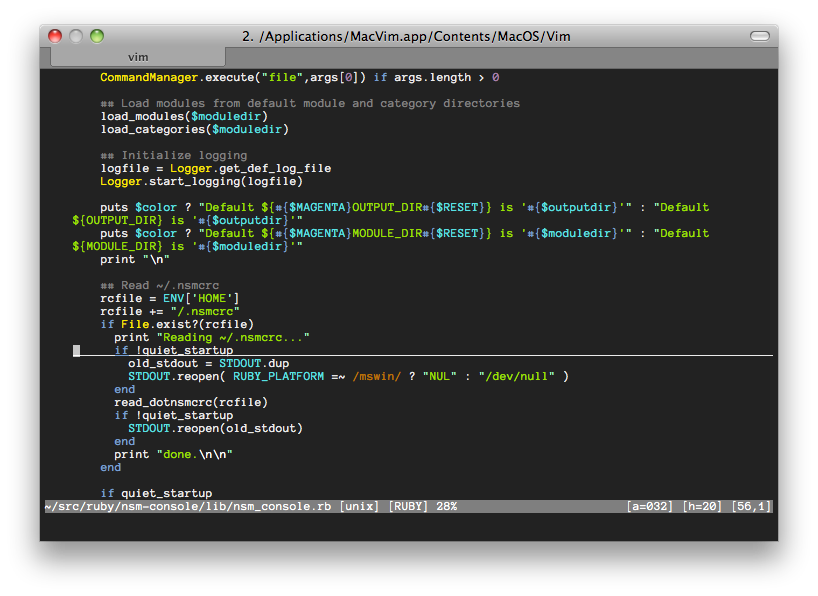 2. /Applications/MacVim.app/Contents/MacOS/Vim
vim
CommandManager.execute("file",args[0]) if args.length > 0
## Load modules from default module and category directories
load_modules($moduledir)
load_categories($moduledir)
## Initialize logging
logfile = Logger.get_def_log_file
Logger.start_logging(logfile)
puts $color ? "Default ${#{$MAGENTA}OUTPUT_DIR#{$RESET}} is '#{$outputdir}'" : "Default
${OUTPUT_DIR} is '#{$outputdir}'"
puts $color ? "Default ${#{$MAGENTA}MODULE_DIR#{$RESET}} is '#{$moduledir}'" : "Default
${MODULE_DIR} is '#{$moduledir}'"
print "\n"
## Read ~/.nsmcrc
rcfile = ENV['HOME']
rcfile += "/.nsmcrc"
if File.exist?(rcfile)
print "Reading ~/.nsmcrc..."
if !quiet_startup
old_stdout = STDOUT.dup
STDOUT.reopen( RUBY_PLATFORM =~ /mswin/ ? "NUL" : "/dev/null" )
end
read_dotnsmcrc(rcfile)
if !quiet_startup
STDOUT.reopen(old_stdout)
end
print "done.\n\n"
end
if quiet_startup
~/src/ruby/nsm-console/lib/nsm_console.rb [unix] [RUBY] 28% [a=032] [h=20] [56,1]